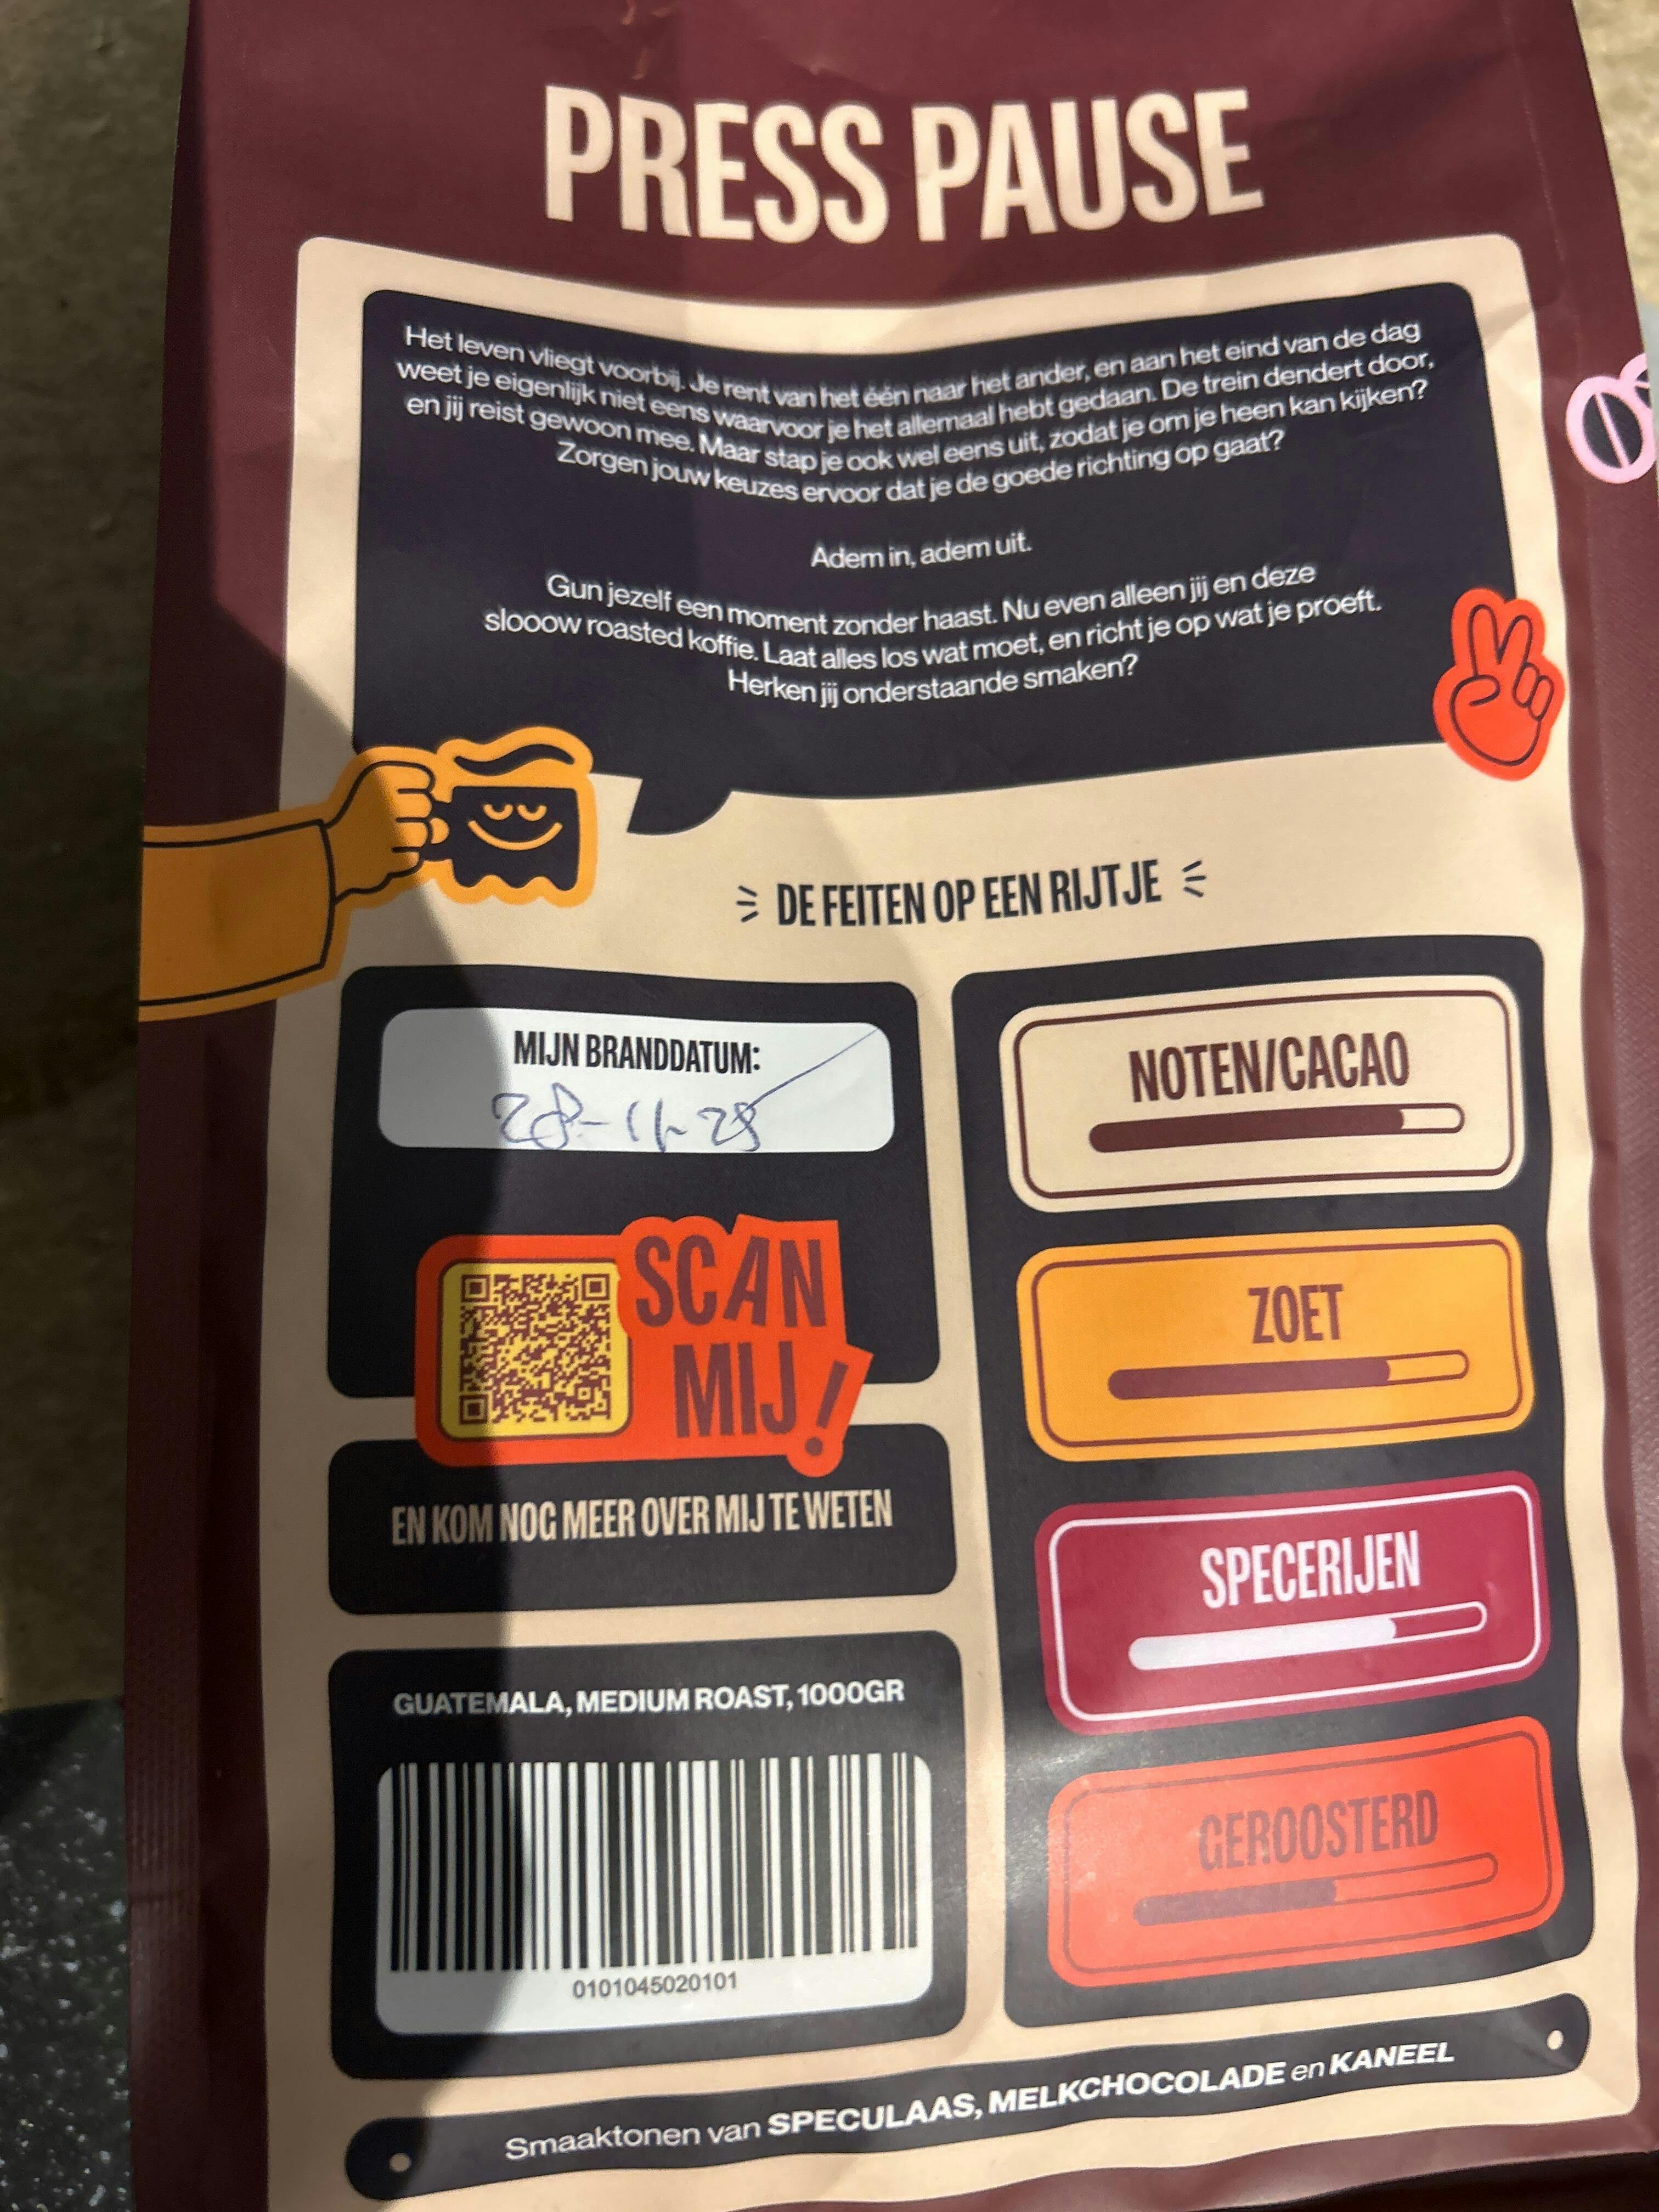 PRESS PAUSE
Het leven vliegt voorbij. Je rent van het één naar het ander, en aan het eind van de dag
weet je eigenlijk niet eens waarvoor je het allemaal hebt gedaan. De trein dendert door,
en jij reist gewoon mee. Maar stap je ook wel eens uit, zodat je om je heen kan kijken?
Zorgen jouw keuzes ervoor dat je de goede richting op gaat?
Adem in, adem uit.
Gun jezelf een moment zonder haast. Nu even alleen jij en deze
slooow roasted koffie. Laat alles los wat moet, en richt je op wat je proeft.
Herken jij onderstaande smaken?
DE FEITEN OP EEN RIJTJE
MIJN BRANDDATUM:
28-11-25
SCAN
MIJ!
EN KOM NOG MEER OVER MIJ TE WETEN
GUATEMALA, MEDIUM ROAST, 1000GR
0101045020101
NOTEN/CACAO
ZOET
SPECERIJEN
GEROOSTERD
Smaaktonen van SPECULAAS, MELKCHOCOLADE en KANEEL